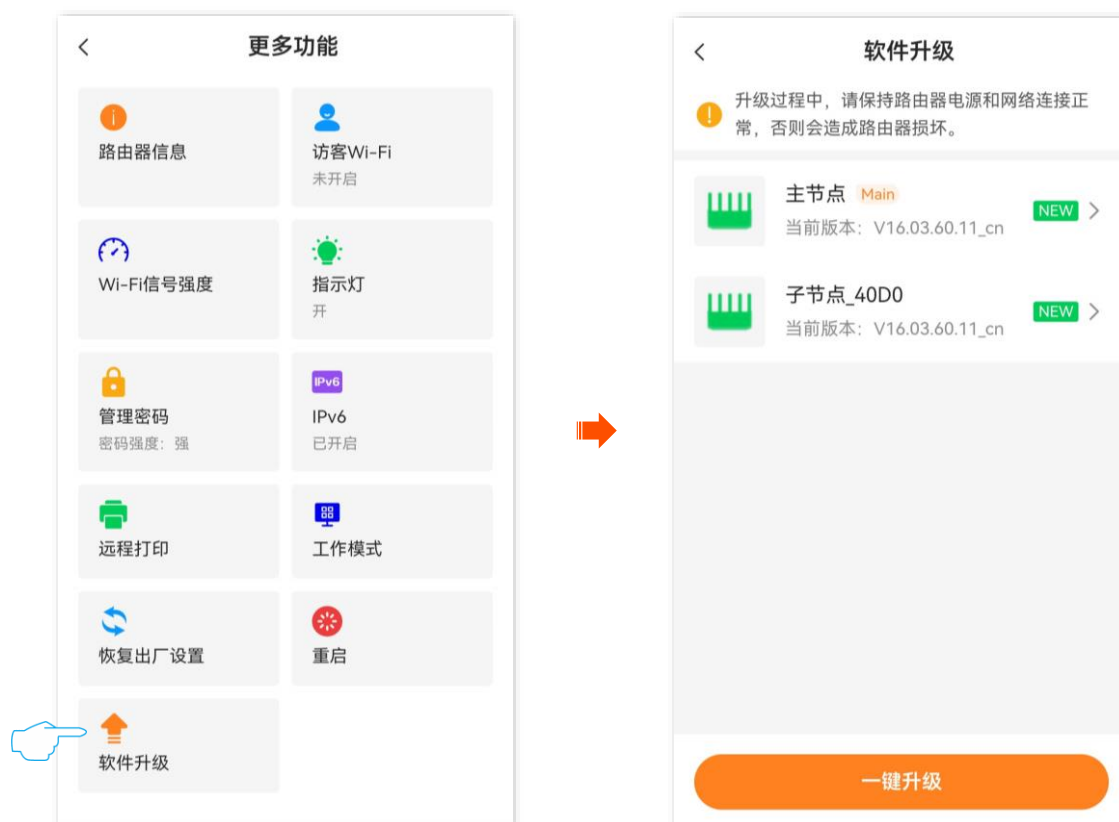 更多功能
路由器信息
访客Wi-Fi
未开启
Wi-Fi信号强度
指示灯
开
管理密码
密码强度：强
IPv6
IPv6
已开启
远程打印
工作模式
恢复出厂设置
重启
软件升级
软件升级
升级过程中，请保持路由器电源和网络连接正
常，否则会造成路由器损坏。
主节点 Main
当前版本：V16.03.60.11_cn
NEW
子节点_40D0
当前版本：V16.03.60.11_cn
NEW
一键升级